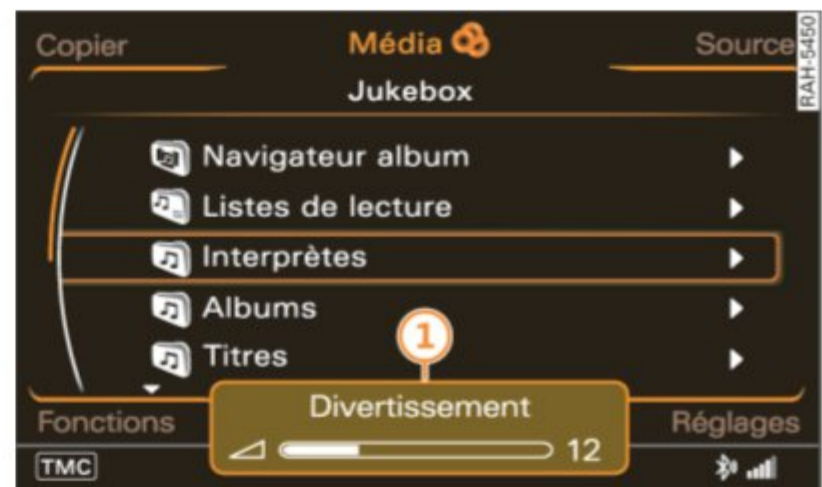 Copier
Média
Source
RAH-5450
Jukebox
Navigateur album
Listes de lecture
Interprètes
Albums
1
Titres
Fonctions
Divertissement
12
Réglages
TMC